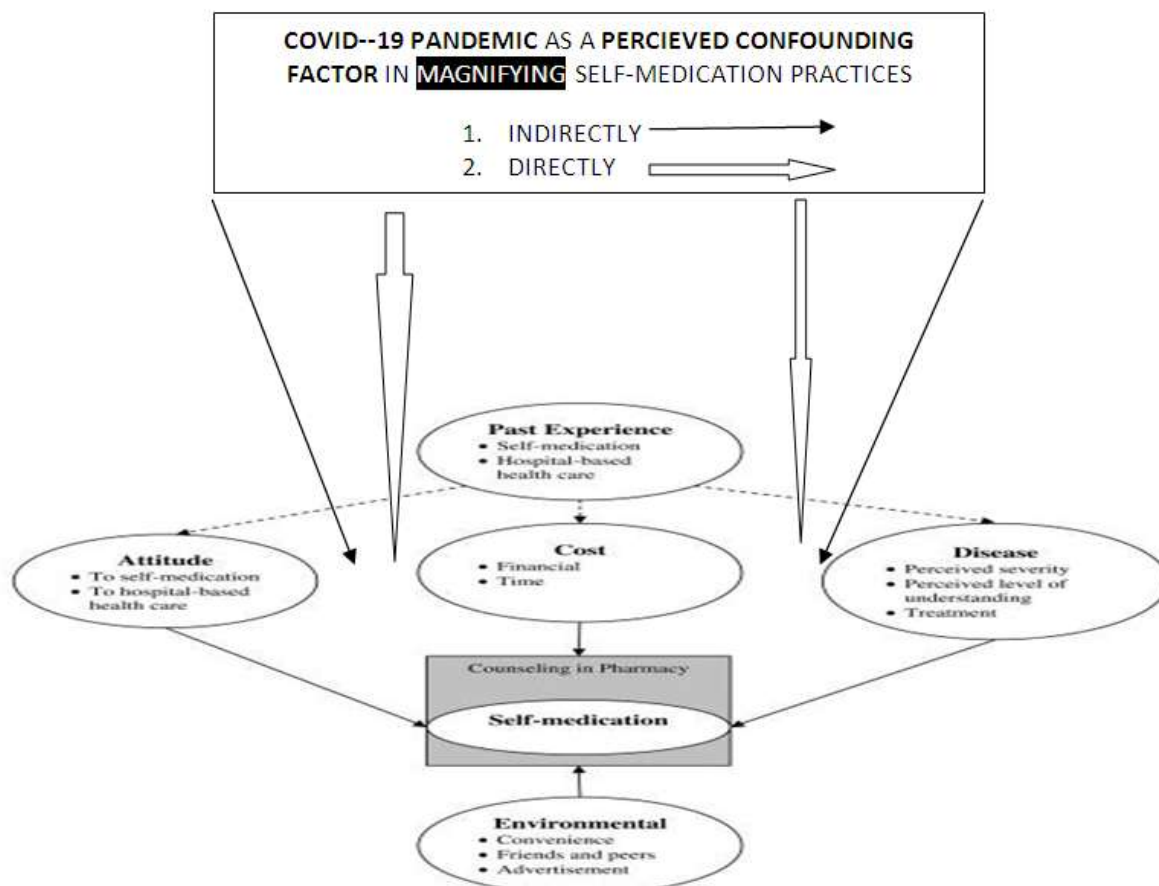 COVID--19 PANDEMIC AS A PERCIEVED CONFOUNDING
FACTOR IN MAGNIFYING SELF-MEDICATION PRACTICES
1. INDIRECTLY
2. DIRECTLY
Past Experience
• Self-medication
• Hospital-based
health care
Attitude
• To self-medication
• To hospital-based
health care
Cost
• Financial
• Time
Disease
• Perceived severity
• Perceived level of
understanding
• Treatment
Counseling in Pharmacy
Self-medication
Environmental
• Convenience
• Friends and peers
• Advertisement